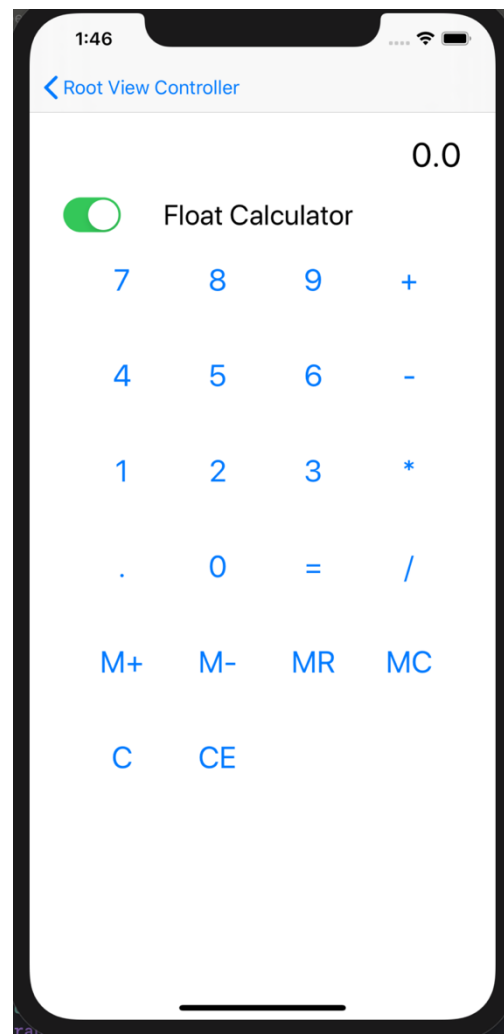 1:46
Root View Controller
0.0
Float Calculator
7 8 9 +
4 5 6 -
1 2 3 *
. 0 = /
M+ M- MR MC
C CE